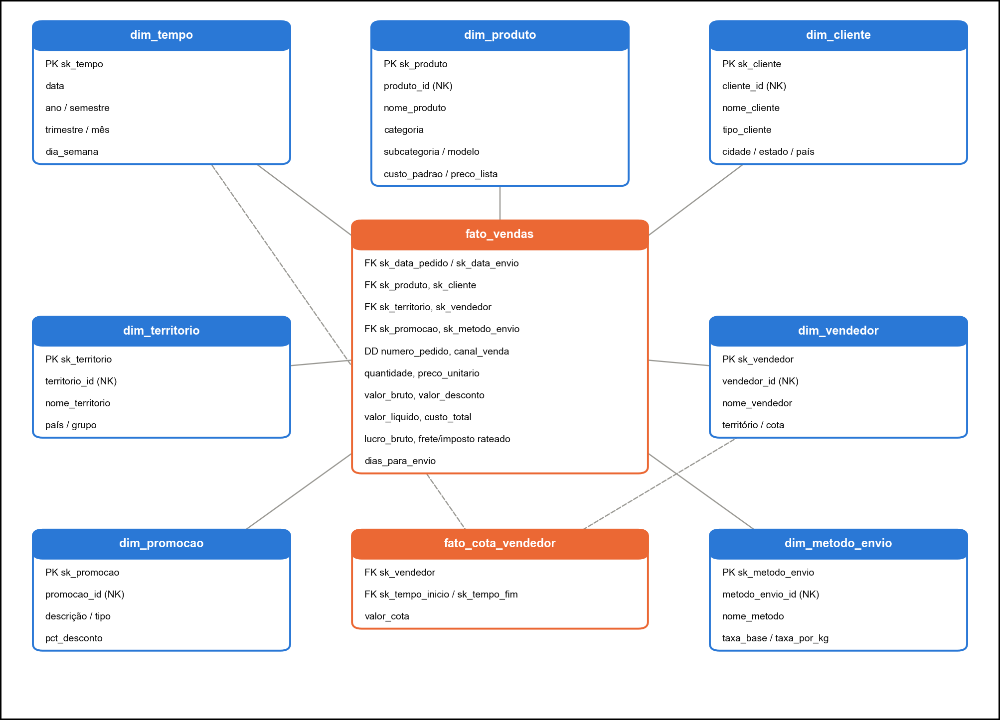 dim_tempo
PK sk_tempo
data
ano / semestre
trimestre / mês
dia_semana
dim_produto
PK sk_produto
produto_id (NK)
nome_produto
categoria
subcategoria / modelo
custo_padrao / preco_lista
dim_cliente
PK sk_cliente
cliente_id (NK)
nome_cliente
tipo_cliente
cidade / estado / país
fato_vendas
FK sk_data_pedido / sk_data_envio
FK sk_produto, sk_cliente
FK sk_territorio, sk_vendedor
FK sk_promocao, sk_metodo_envio
DD numero_pedido, canal_venda
quantidade, preco_unitario
valor_bruto, valor_desconto
valor_liquido, custo_total
lucro_bruto, frete/imposto rateado
dias_para_envio
dim_territorio
PK sk_territorio
territorio_id (NK)
nome_territorio
país / grupo
dim_vendedor
PK sk_vendedor
vendedor_id (NK)
nome_vendedor
território / cota
dim_promocao
PK sk_promocao
promocao_id (NK)
descrição / tipo
pct_desconto
fato_cota_vendedor
FK sk_vendedor
FK sk_tempo_inicio / sk_tempo_fim
valor_cota
dim_metodo_envio
PK sk_metodo_envio
metodo_envio_id (NK)
nome_metodo
taxa_base / taxa_por_kg